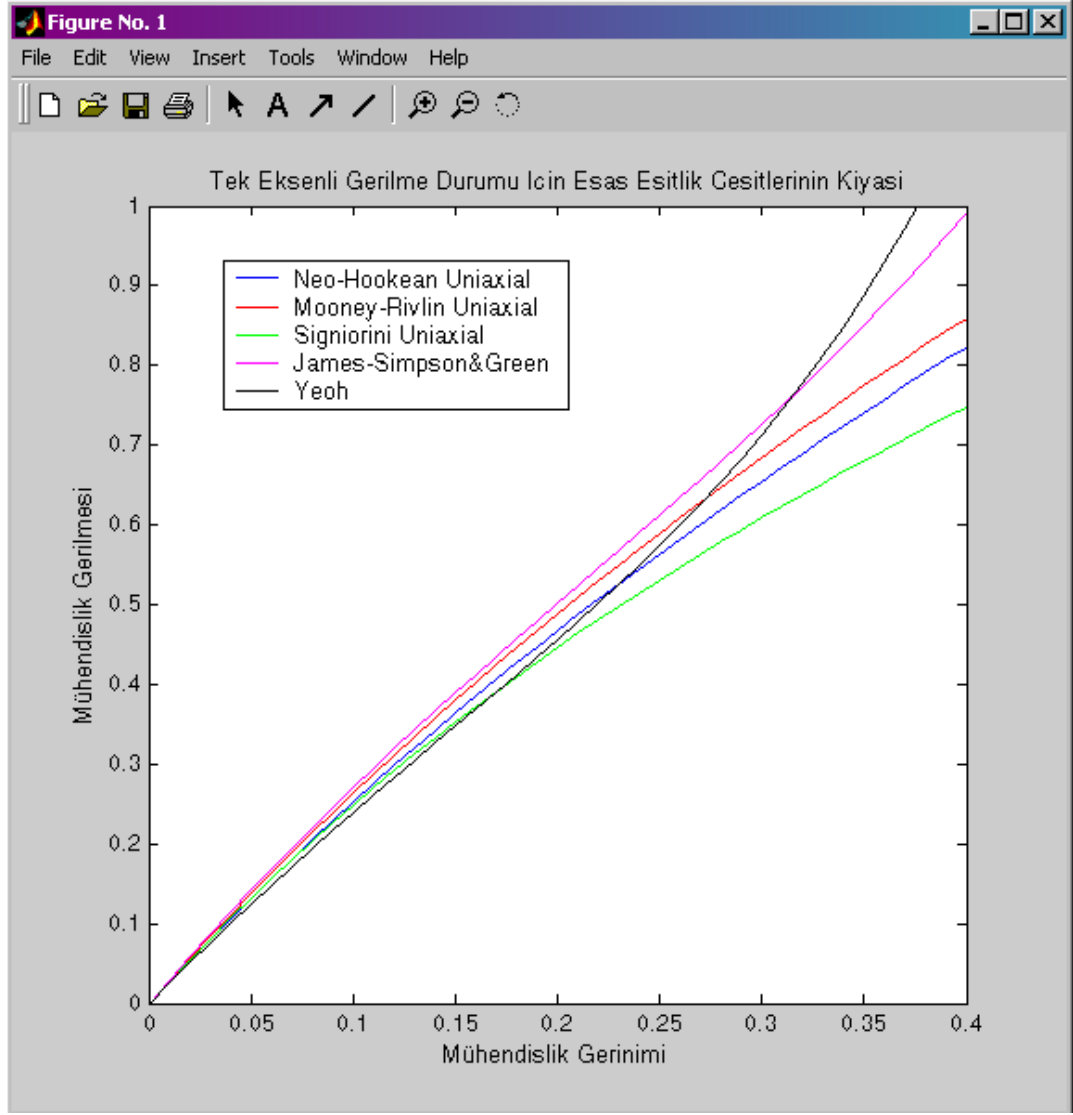 Figure No. 1
File Edit View Insert Tools Window Help
A
Tek Eksenli Gerilme Durumu Icin Esas Esitlik Cesitlerinin Kiyasi
1
0.9
0.8
0.7
0.6
0.5
0.4
0.3
0.2
0.1
0
Neo-Hookean Uniaxial
Mooney-Rivlin Uniaxial
Signiorini Uniaxial
James-Simpson&Green
Yeoh
Mühendislik Gerilmesi
0 0.05 0.1 0.15 0.2 0.25 0.3 0.35 0.4
Mühendislik Gerinimi